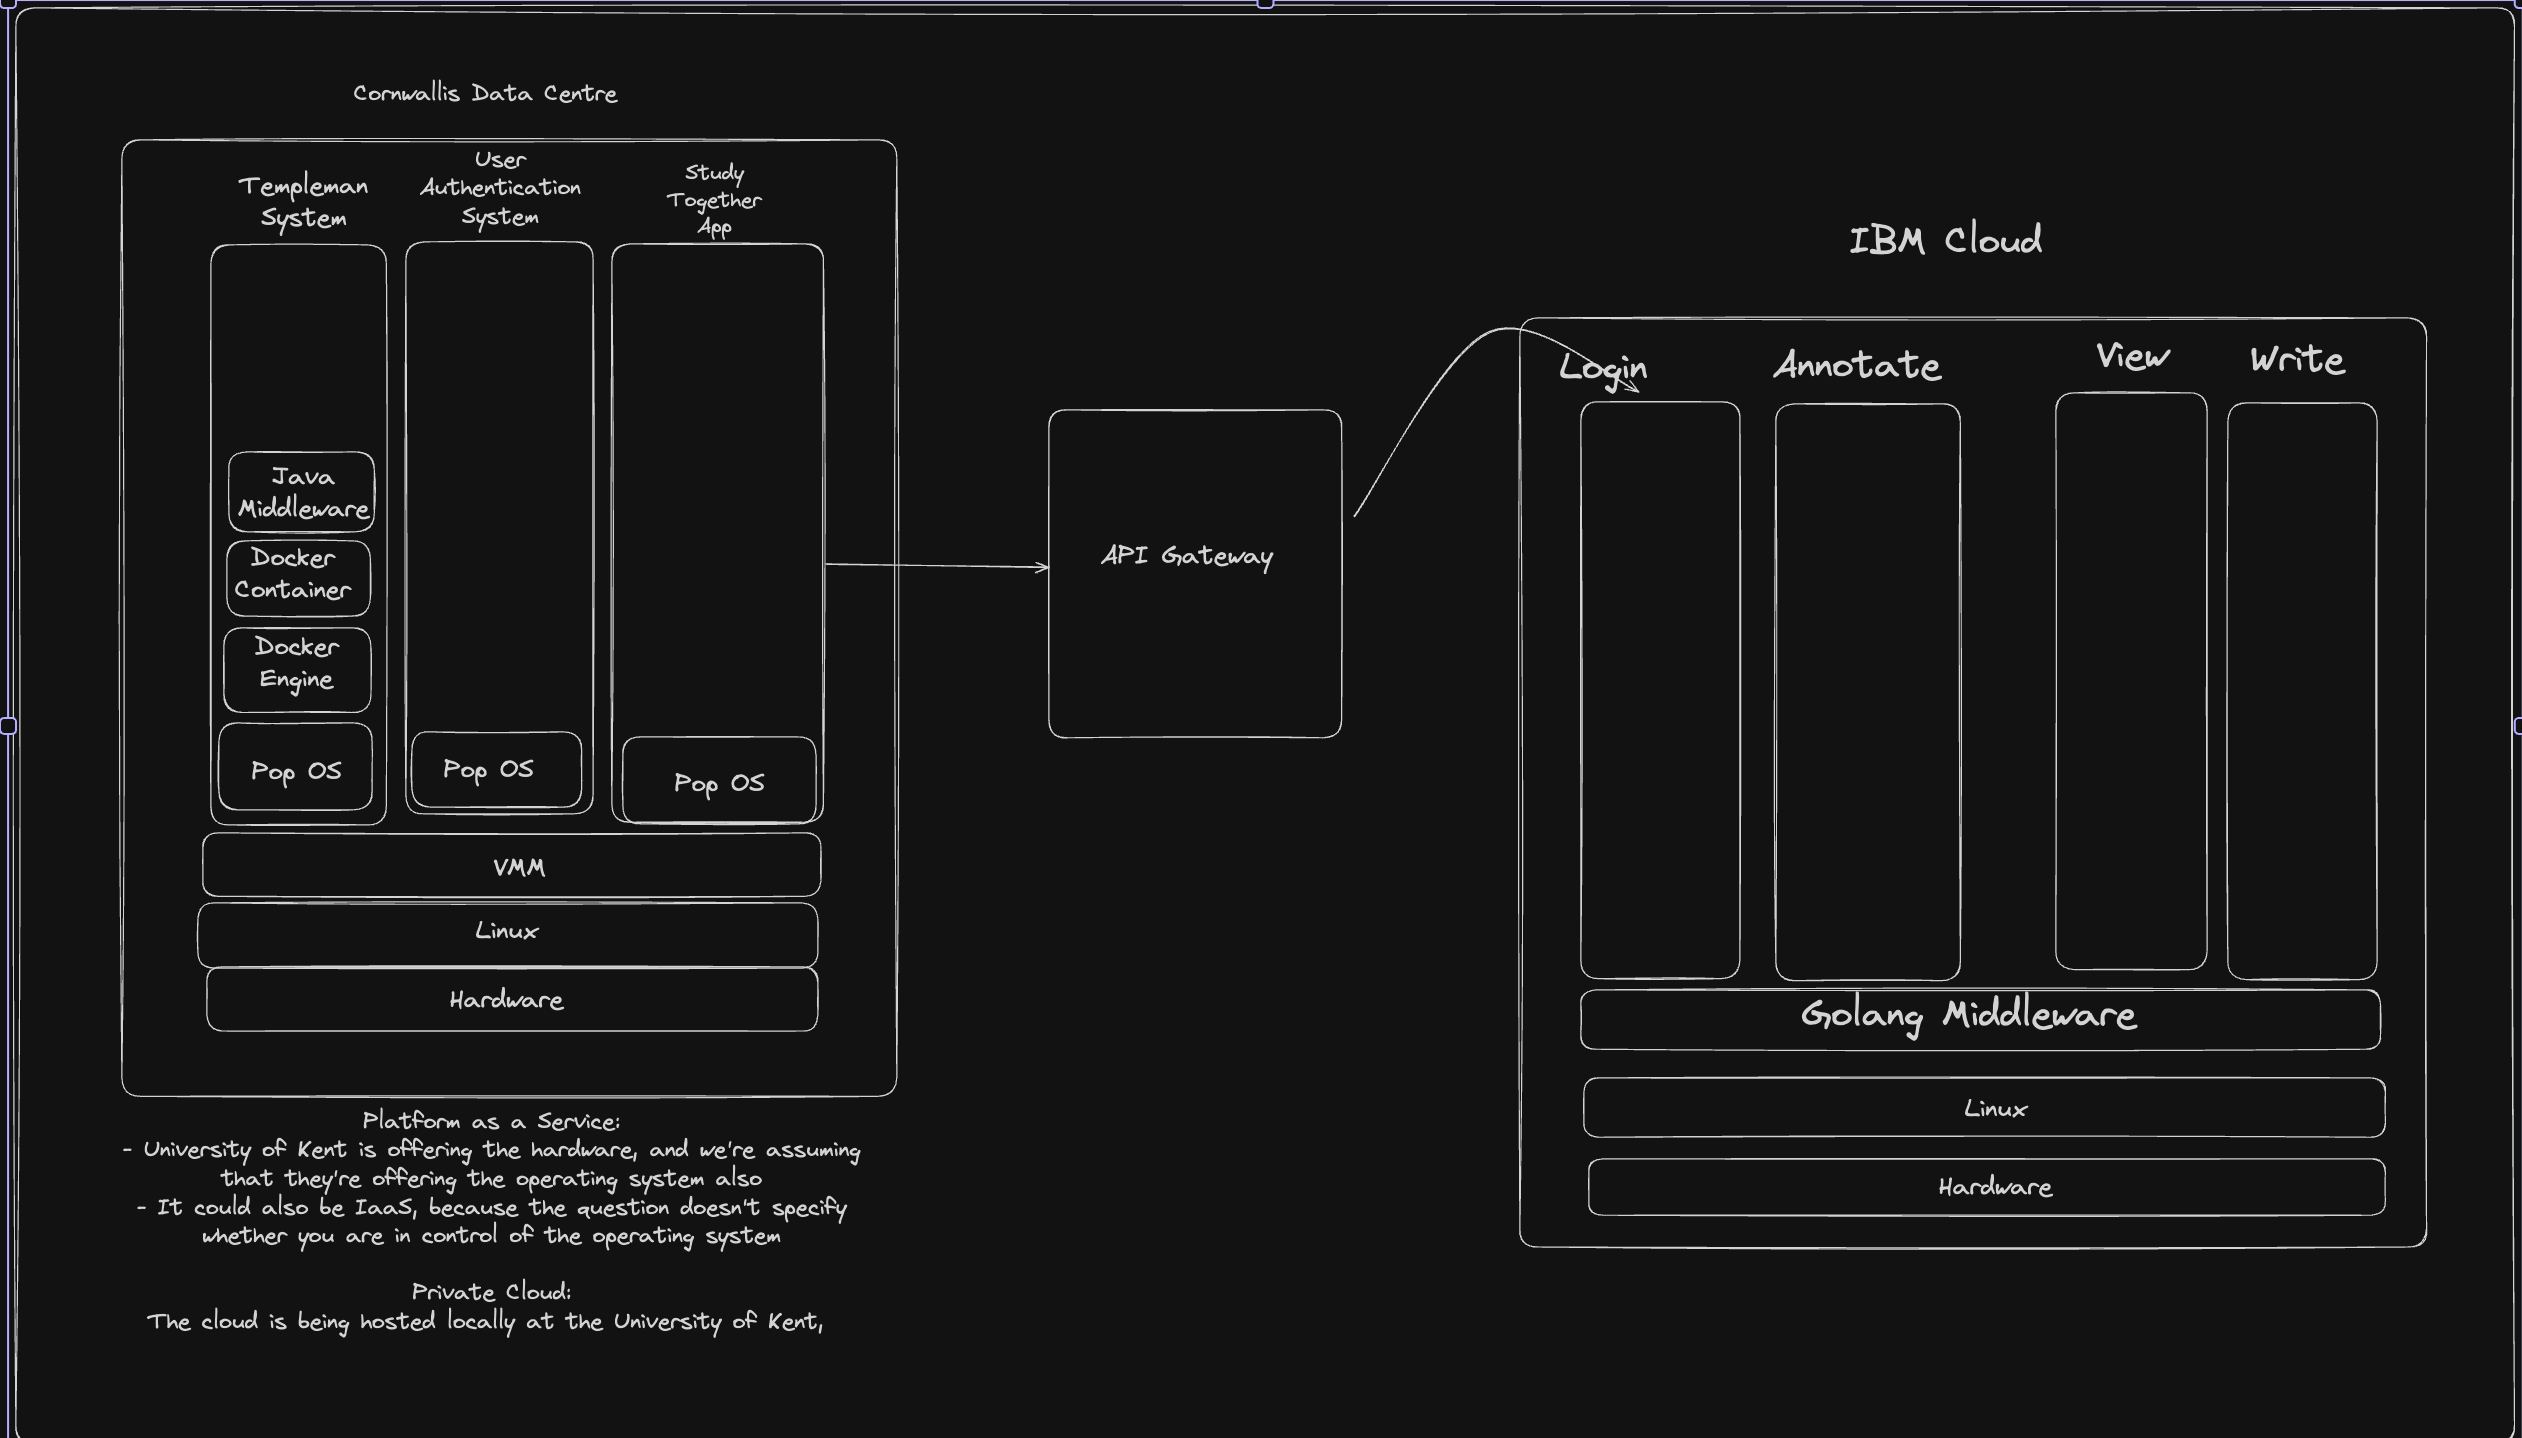 Cornwallis Data Centre
Templeman
System
User
Authentication
System
Study
Together
App
Java
Middleware
Docker
Container
Docker
Engine
Pop OS
Pop OS
Pop OS
VMM
Linux
Hardware
Platform as a Service:
- University of Kent is offering the hardware, and we're assuming
that they're offering the operating system also
- It could also be IaaS, because the question doesn't specify
whether you are in control of the operating system
Private Cloud:
The cloud is being hosted locally at the University of Kent,
API Gateway
IBM Cloud
Login
Annotate
View
Write
Golang Middleware
Linux
Hardware